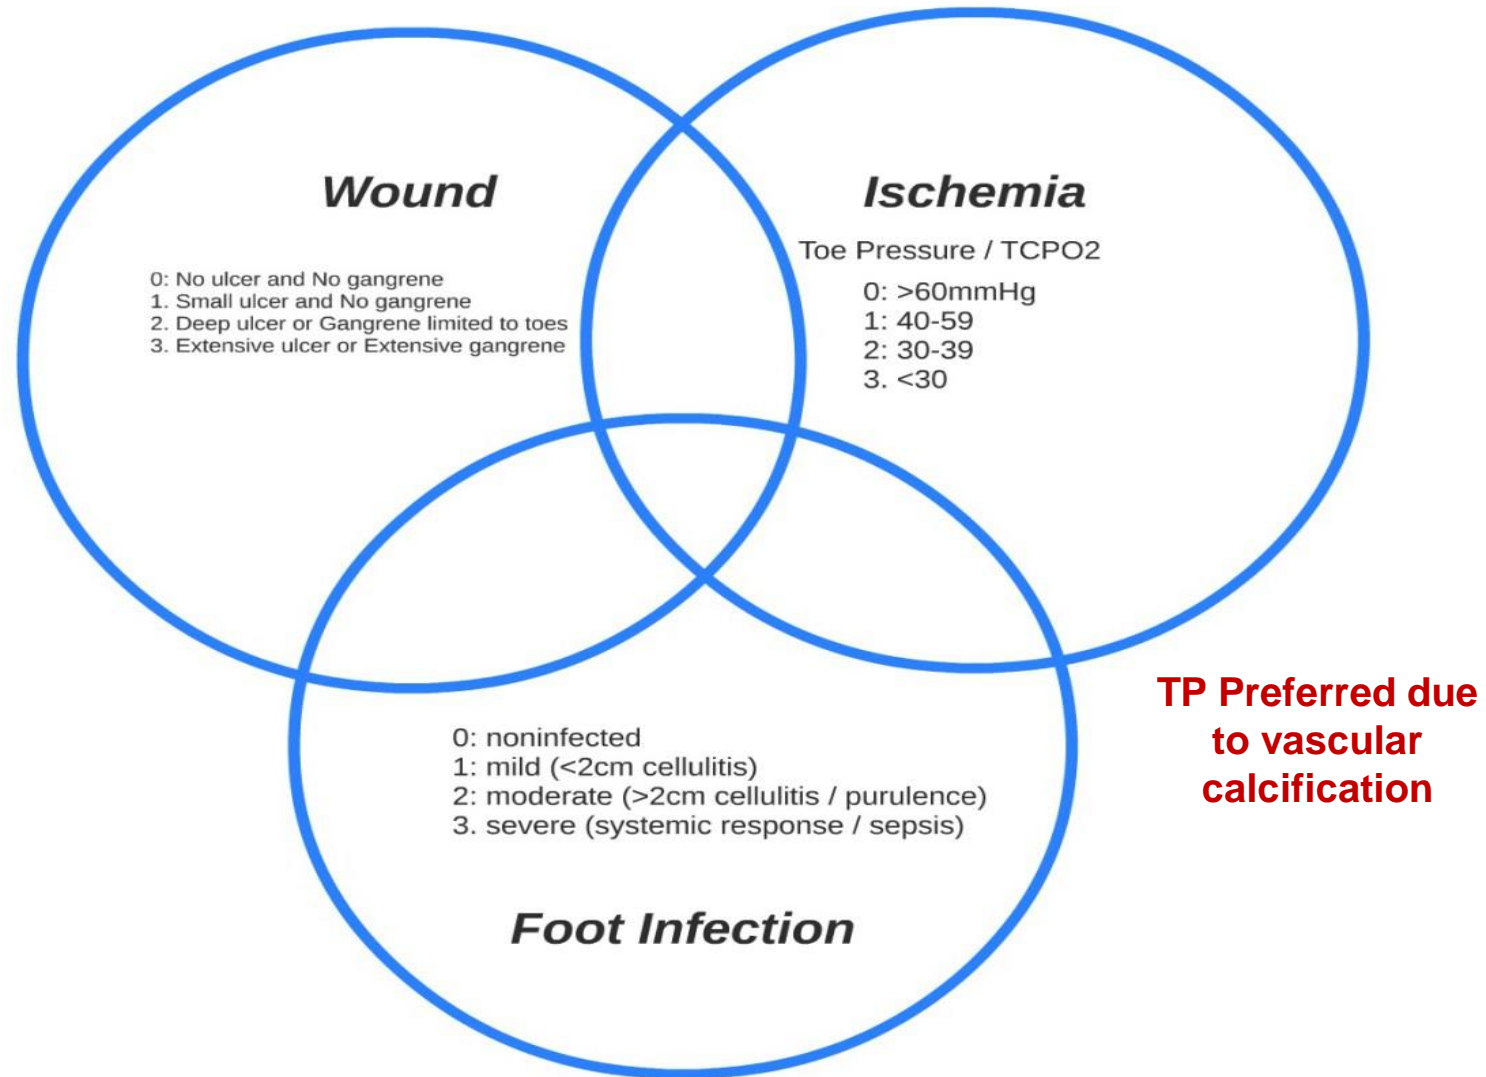 Wound
0: No ulcer and No gangrene
1. Small ulcer and No gangrene
2. Deep ulcer or Gangrene limited to toes
3. Extensive ulcer or Extensive gangrene
Ischemia
Toe Pressure / TCPO2
0: >60mmHg
1: 40-59
2: 30-39
3. <30
TP Preferred due
to vascular
calcification
0: noninfected
1: mild (<2cm cellulitis)
2: moderate (>2cm cellulitis / purulence)
3. severe (systemic response / sepsis)
Foot Infection